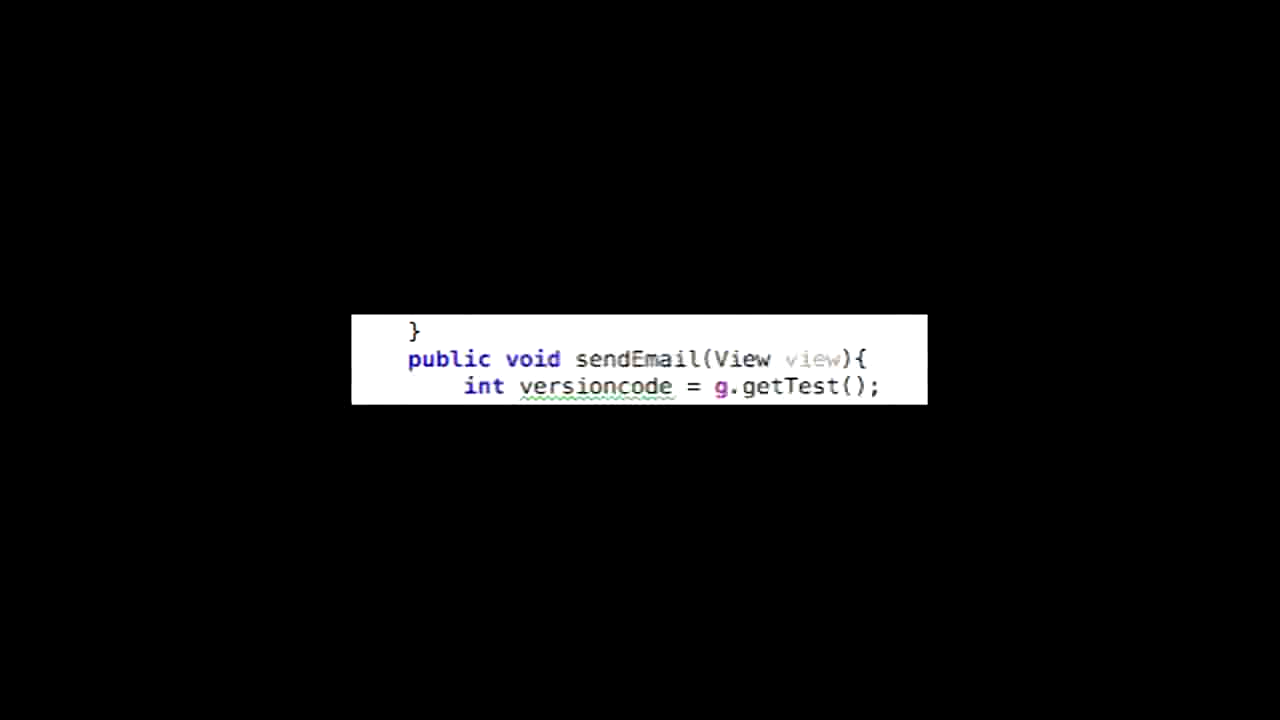 }
public void sendEmail(View view){
int versioncode = g.getTest();